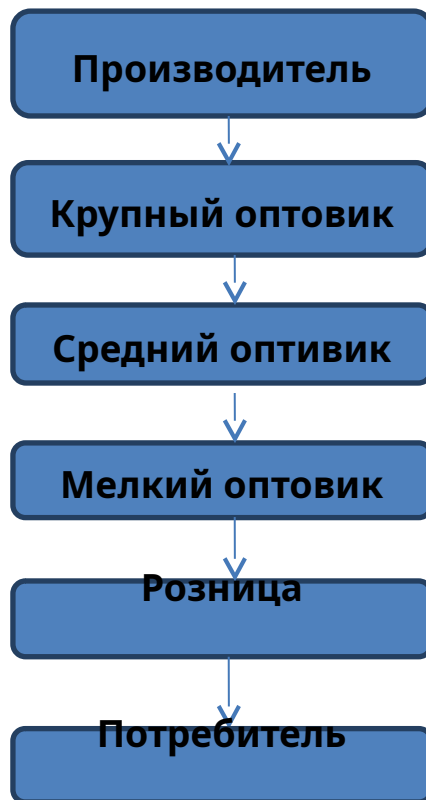 Производитель
Крупный оптовик
Средний оптивик
Мелкий оптовик
Розница
Потребитель